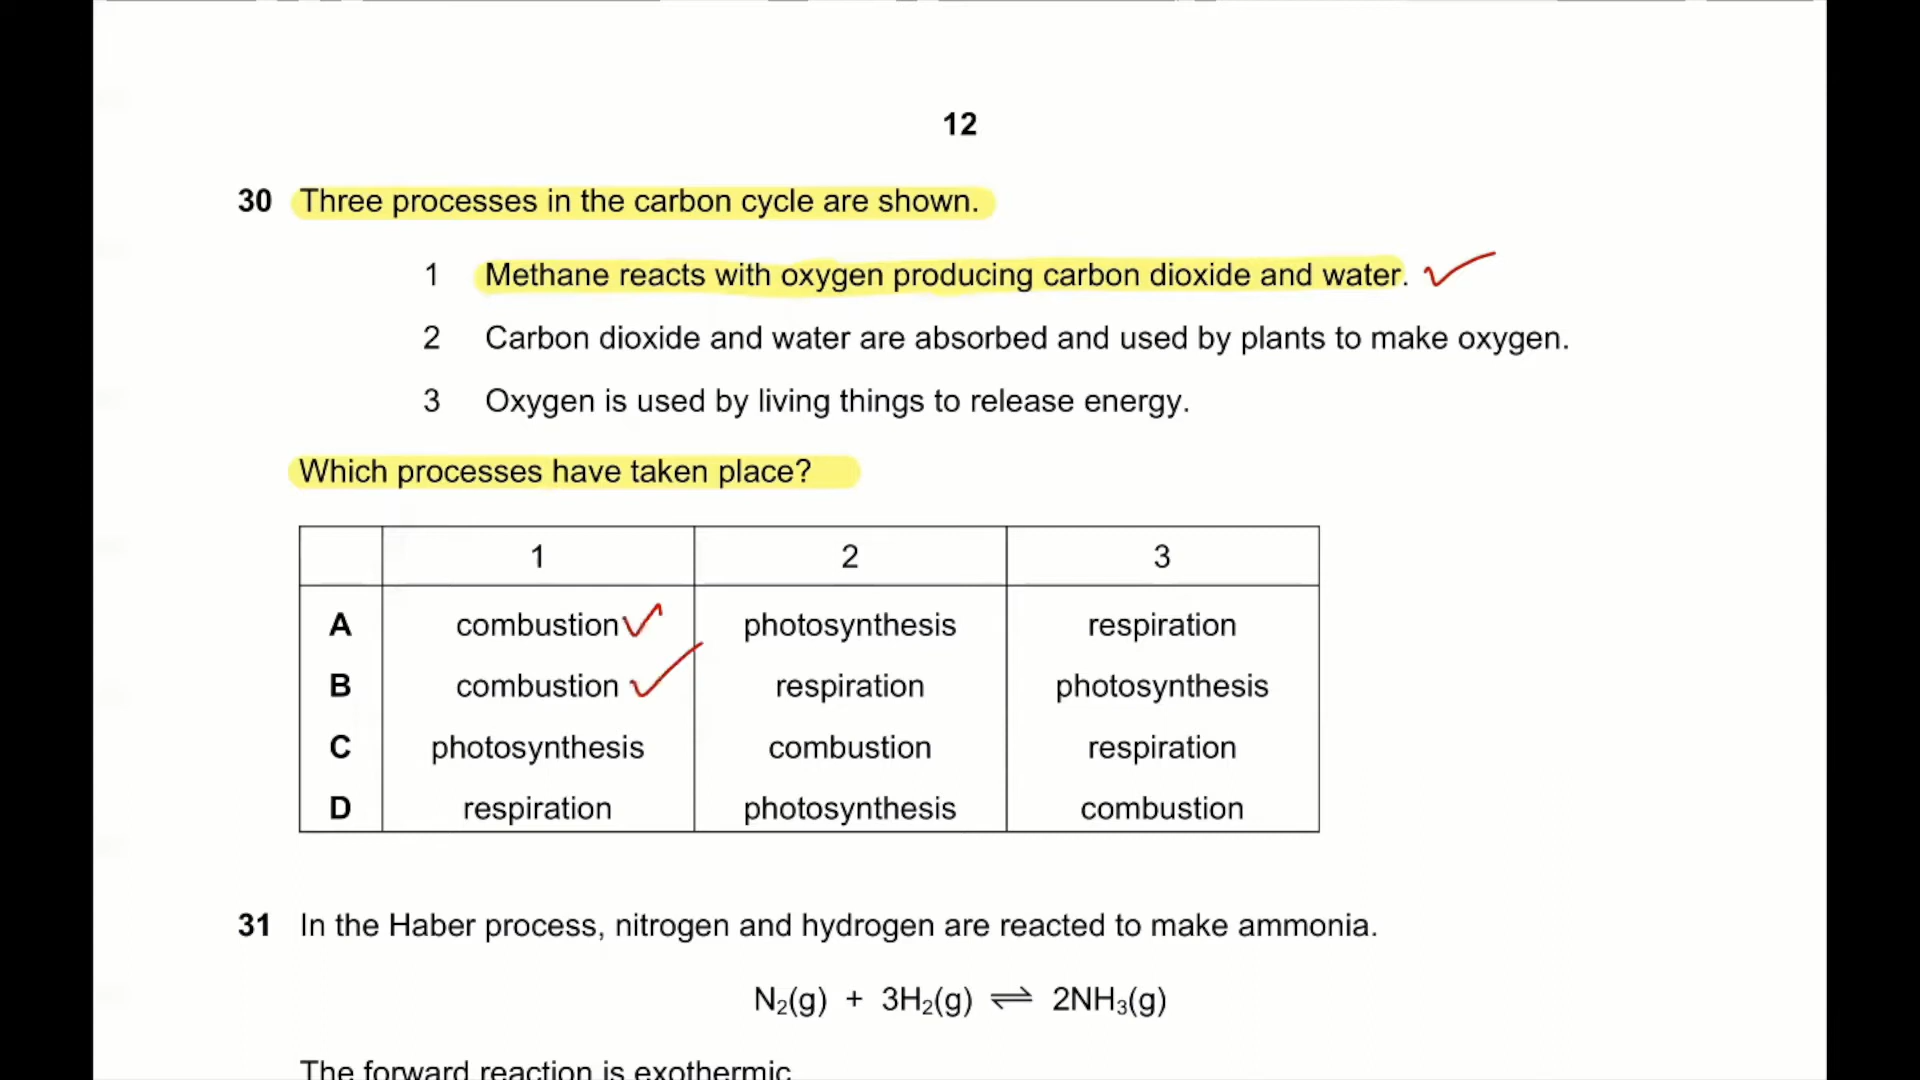 12
30 Three processes in the carbon cycle are shown.
1 Methane reacts with oxygen producing carbon dioxide and water.
2 Carbon dioxide and water are absorbed and used by plants to make oxygen.
3 Oxygen is used by living things to release energy.
Which processes have taken place?
1 2 3
A combustion photosynthesis respiration
B combustion respiration photosynthesis
C photosynthesis combustion respiration
D respiration photosynthesis combustion
31 In the Haber process, nitrogen and hydrogen are reacted to make ammonia.
N₂(g) + 3H₂(g) ⇌ 2NH₃(g)
The forward reaction is exothermic